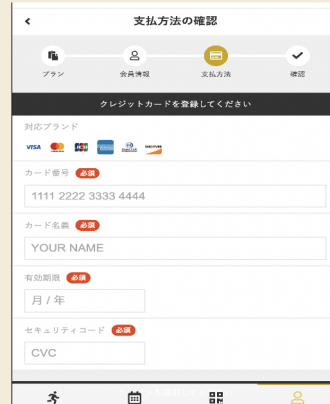 支払方法の確認
プラン 会員情報 支払方法 確認
クレジットカードを登録してください
対応ブランド
VISA
カード番号 必須
1111 2222 3333 4444
カード名義 必須
YOUR NAME
有効期限 必須
月 / 年
セキュリティコード 必須
CVC